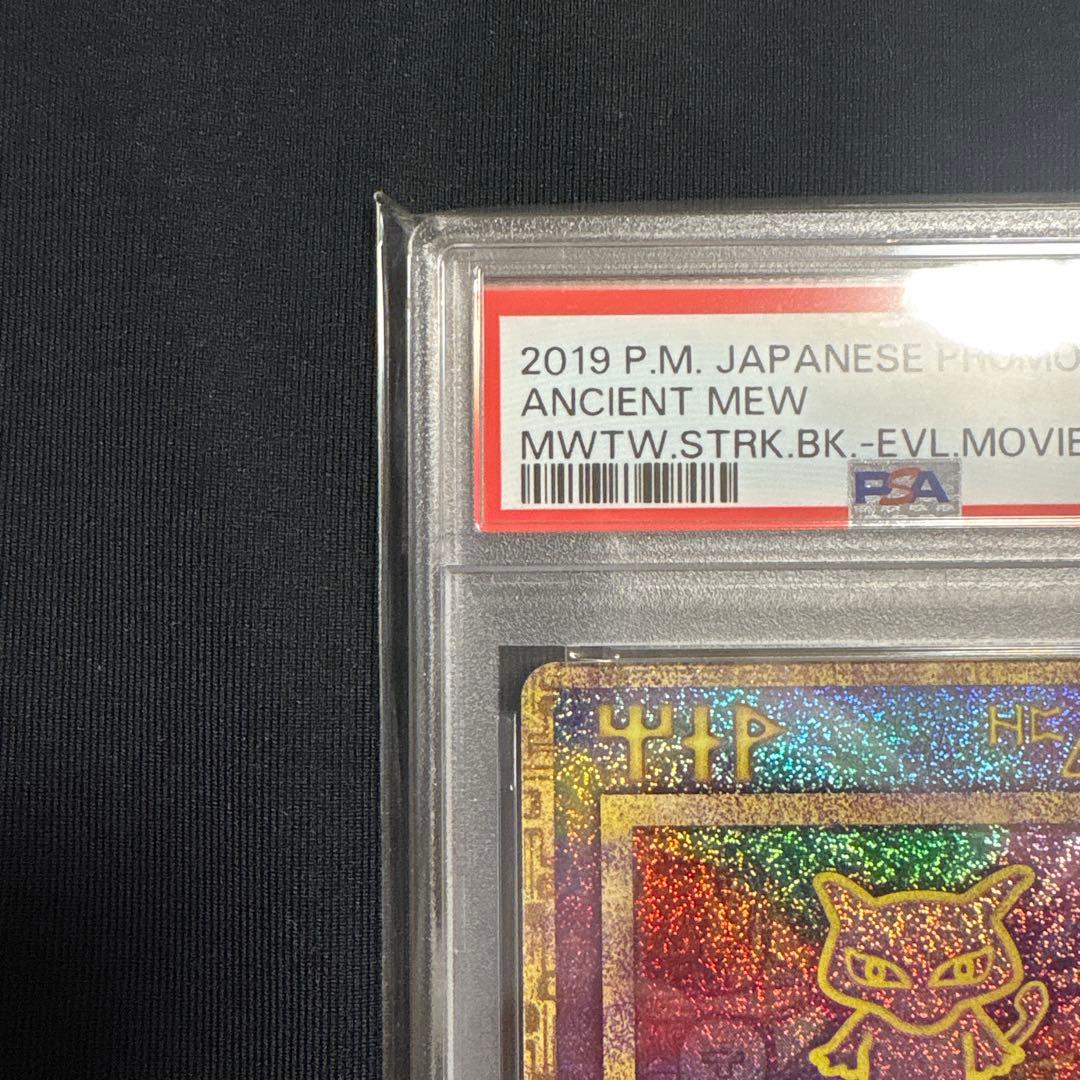 2019 P.M. JAPANESE PROMO
ANCIENT MEW
MWTW.STRK.BK.-EVL.MOVIE
PSA